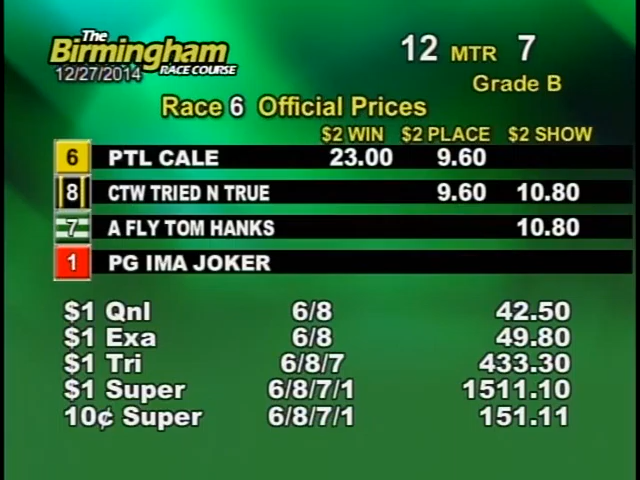 The
Birmingham
RACE COURSE
12/27/2014
12 MTR 7
Grade B
Race 6 Official Prices
$2 WIN $2 PLACE $2 SHOW
6 PTL CALE 23.00 9.60
8 CTW TRIED N TRUE 9.60 10.80
7 A FLY TOM HANKS 10.80
1 PG IMA JOKER
$1 Qnl 6/8 42.50
$1 Exa 6/8 49.80
$1 Tri 6/8/7 433.30
$1 Super 6/8/7/1 1511.10
10¢ Super 6/8/7/1 151.11